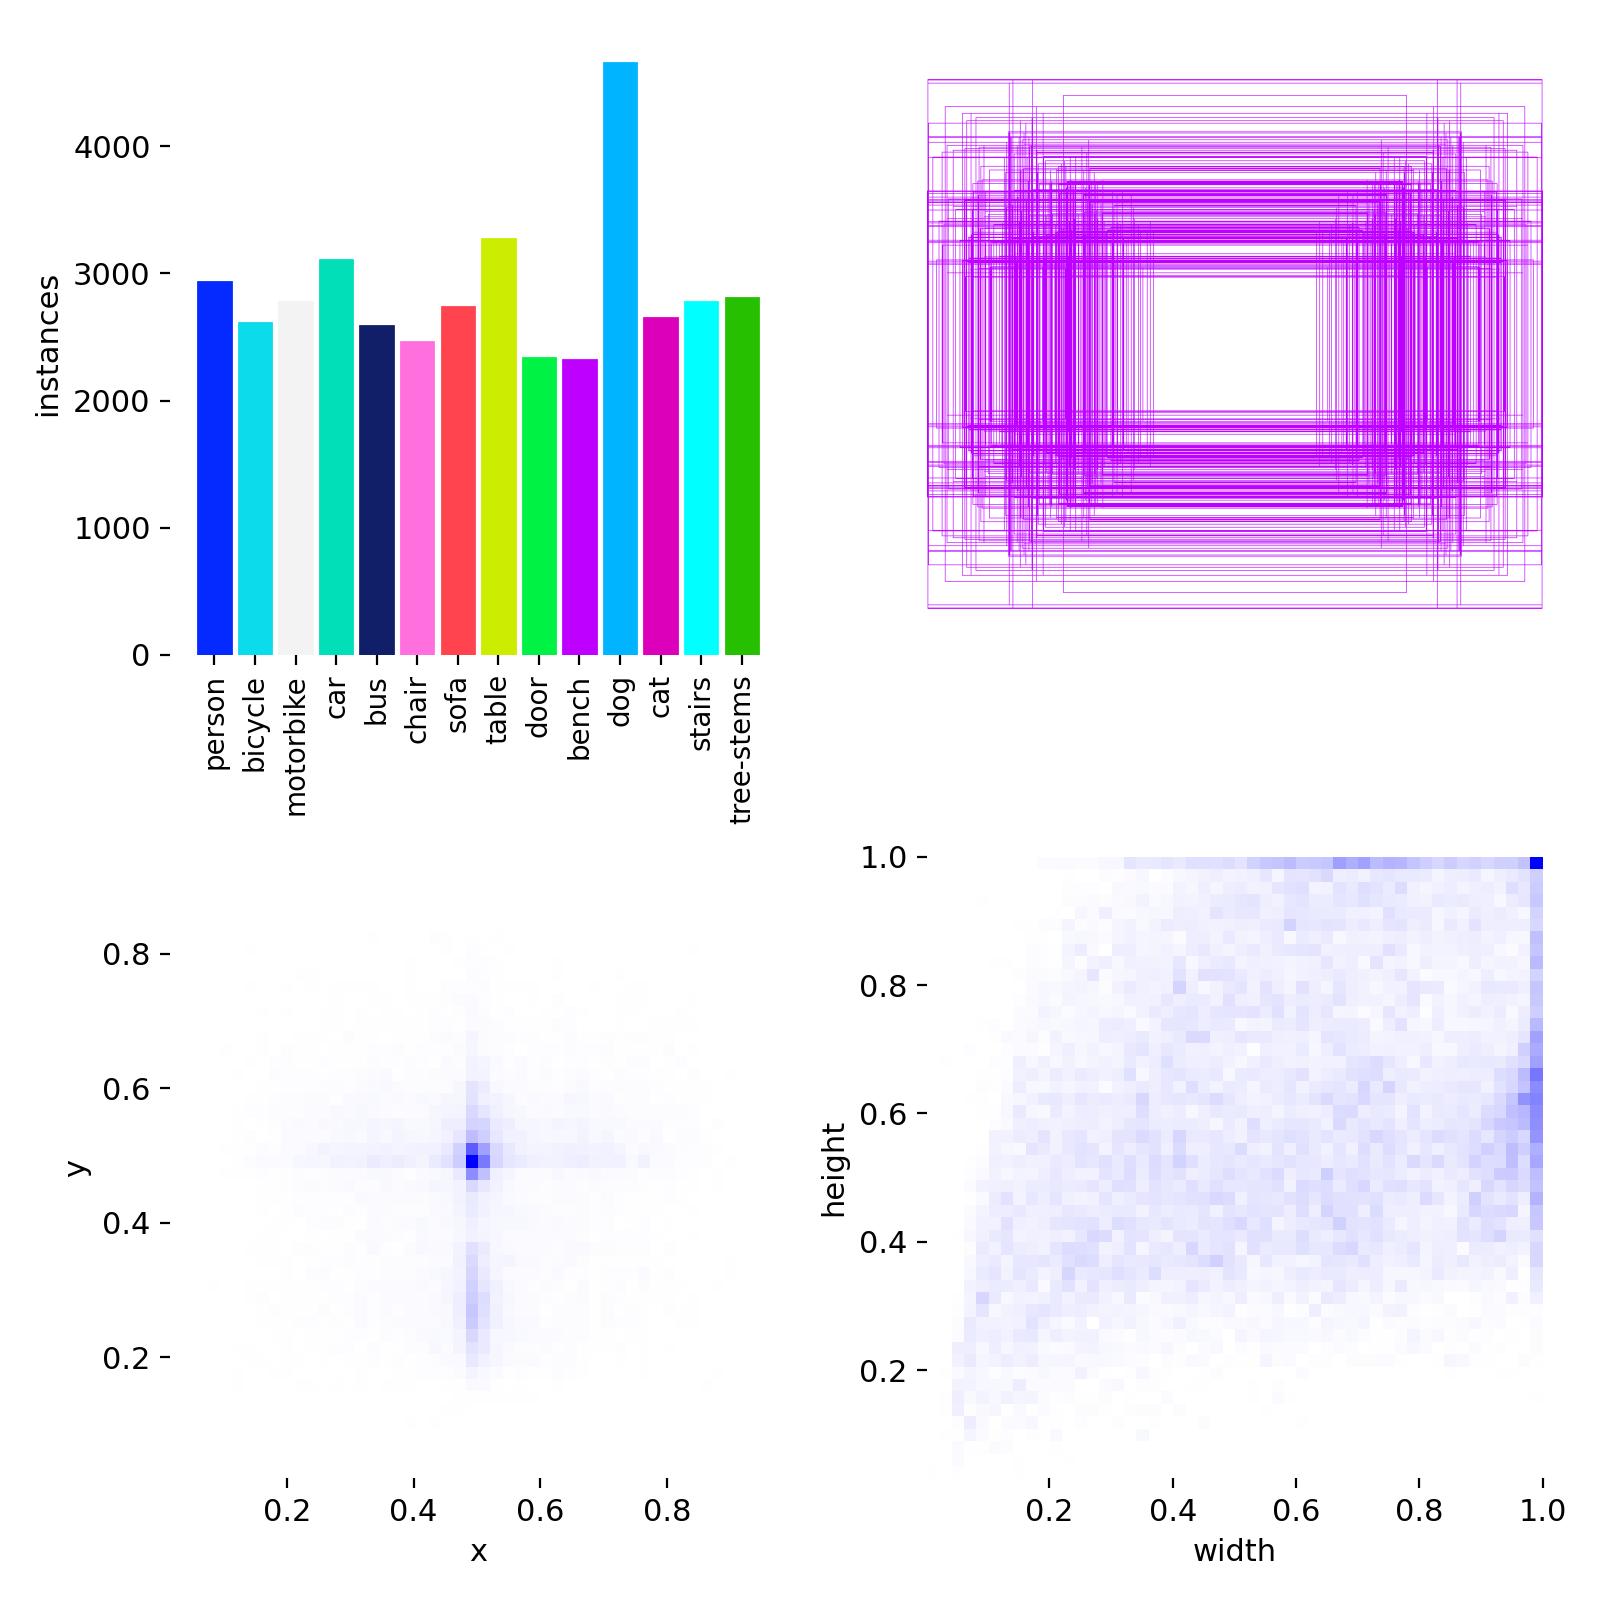 4000
3000
2000
1000
0
instances
person
bicycle
motorbike
car
bus
chair
sofa
table
door
bench
dog
cat
stairs
tree-stems
0.8
0.6
0.4
0.2
y
0.2 0.4 0.6 0.8
x
1.0
0.8
0.6
0.4
0.2
height
0.2 0.4 0.6 0.8 1.0
width